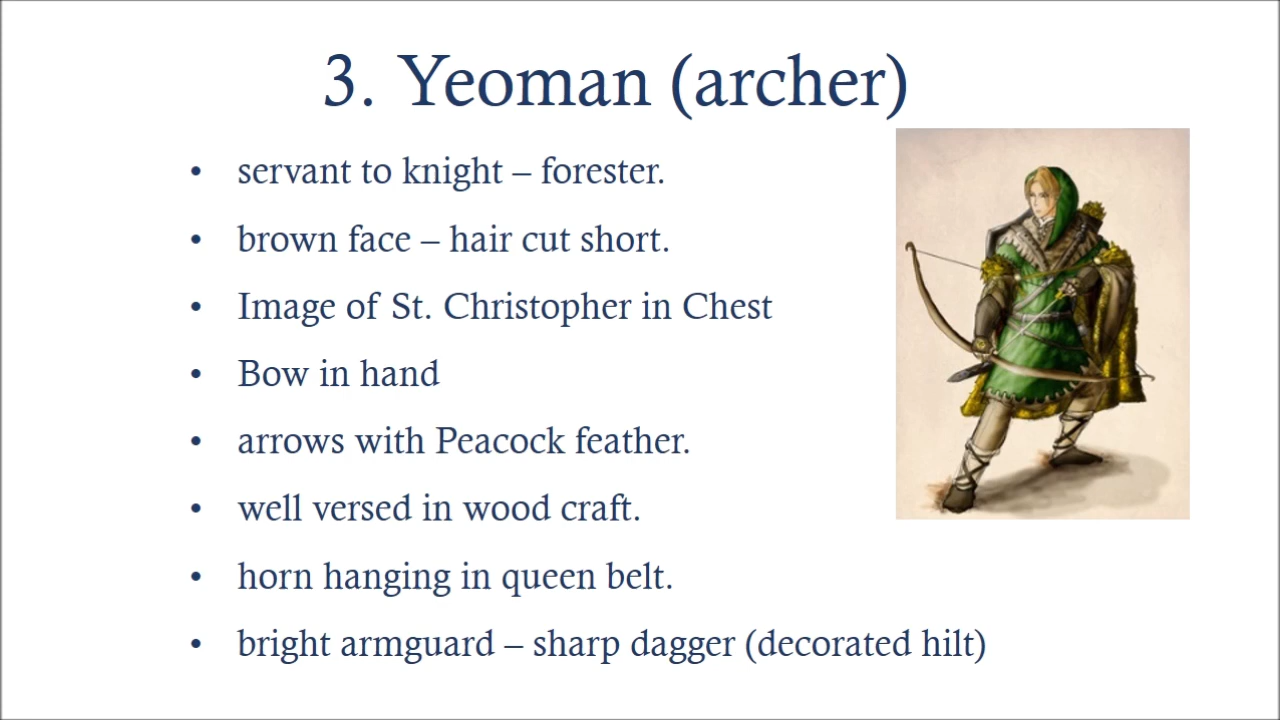 3. Yeoman (archer)
• servant to knight – forester.
• brown face – hair cut short.
• Image of St. Christopher in Chest
• Bow in hand
• arrows with Peacock feather.
• well versed in wood craft.
• horn hanging in queen belt.
• bright armguard – sharp dagger (decorated hilt)